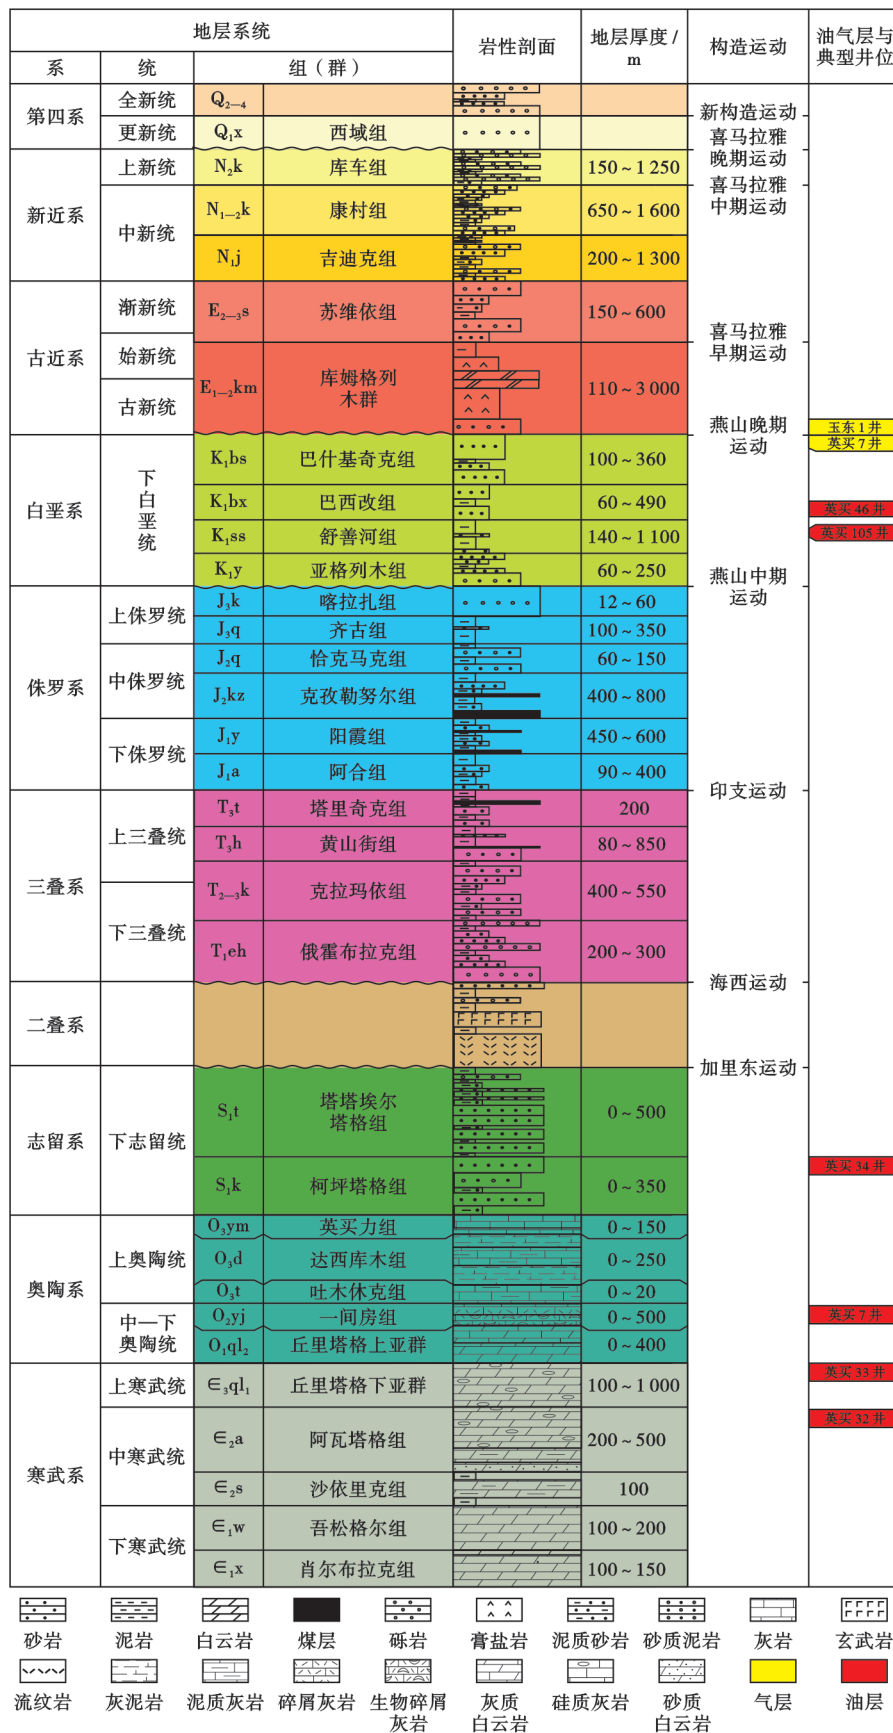 地层系统
系
统
组（群）
岩性剖面
地层厚度/
m
构造运动
油气层与
典型井位
第四系
全新统
Q₂₋₄
更新统
Q₁x
西域组
新构造运动
喜马拉雅
晚期运动
新近系
上新统
N₂k
库车组
150～1 250
喜马拉雅
中期运动
中新统
N₁₋₂k
康村组
650～1 600
N₁j
吉迪克组
200～1 300
古近系
渐新统
E₂₋₃s
苏维依组
150～600
喜马拉雅
早期运动
始新统
古新统
E₁₋₂km
库姆格列
木群
110～3 000
燕山晚期
运动
玉东1井
英买7井
白垩系
下白垩统
K₁bs
巴什基奇克组
100～360
K₁bx
巴西改组
60～490
英买46井
K₁ss
舒善河组
140～1 100
英买105井
K₁y
亚格列木组
60～250
燕山中期
运动
侏罗系
上侏罗统
J₃k
喀拉扎组
12～60
J₃q
齐古组
100～350
中侏罗统
J₂q
恰克马克组
60～150
J₂kz
克孜勒努尔组
400～800
下侏罗统
J₁y
阳霞组
450～600
J₁a
阿合组
90～400
印支运动
三叠系
上三叠统
T₃t
塔里奇克组
200
T₃h
黄山街组
80～850
T₂₋₃k
克拉玛依组
400～550
下三叠统
T₁eh
俄霍布拉克组
200～300
海西运动
二叠系
加里东运动
志留系
下志留统
S₁t
塔塔埃尔
塔格组
0～500
S₁k
柯坪塔格组
0～350
英买34井
奥陶系
上奥陶统
O₃ym
英买力组
0～150
O₃d
达西库木组
0～250
O₃t
吐木休克组
0～20
中—下
奥陶统
O₂yj
一间房组
0～500
英买7井
O₁ql₂
丘里塔格上亚群
0～400
寒武系
上寒武统
∈₃ql₁
丘里塔格下亚群
100～1 000
英买33井
中寒武统
∈₂a
阿瓦塔格组
200～500
英买32井
∈₂s
沙依里克组
100
下寒武统
∈₁w
吾松格尔组
100～200
∈₁x
肖尔布拉克组
100～150
砂岩 泥岩 白云岩 煤层 砾岩 膏盐岩 泥质砂岩 砂质泥岩 灰岩 玄武岩
流纹岩 灰泥岩 泥质灰岩 碎屑灰岩 生物碎屑 灰质 硅质灰岩 砂质 气层 油层
灰岩 白云岩 白云岩